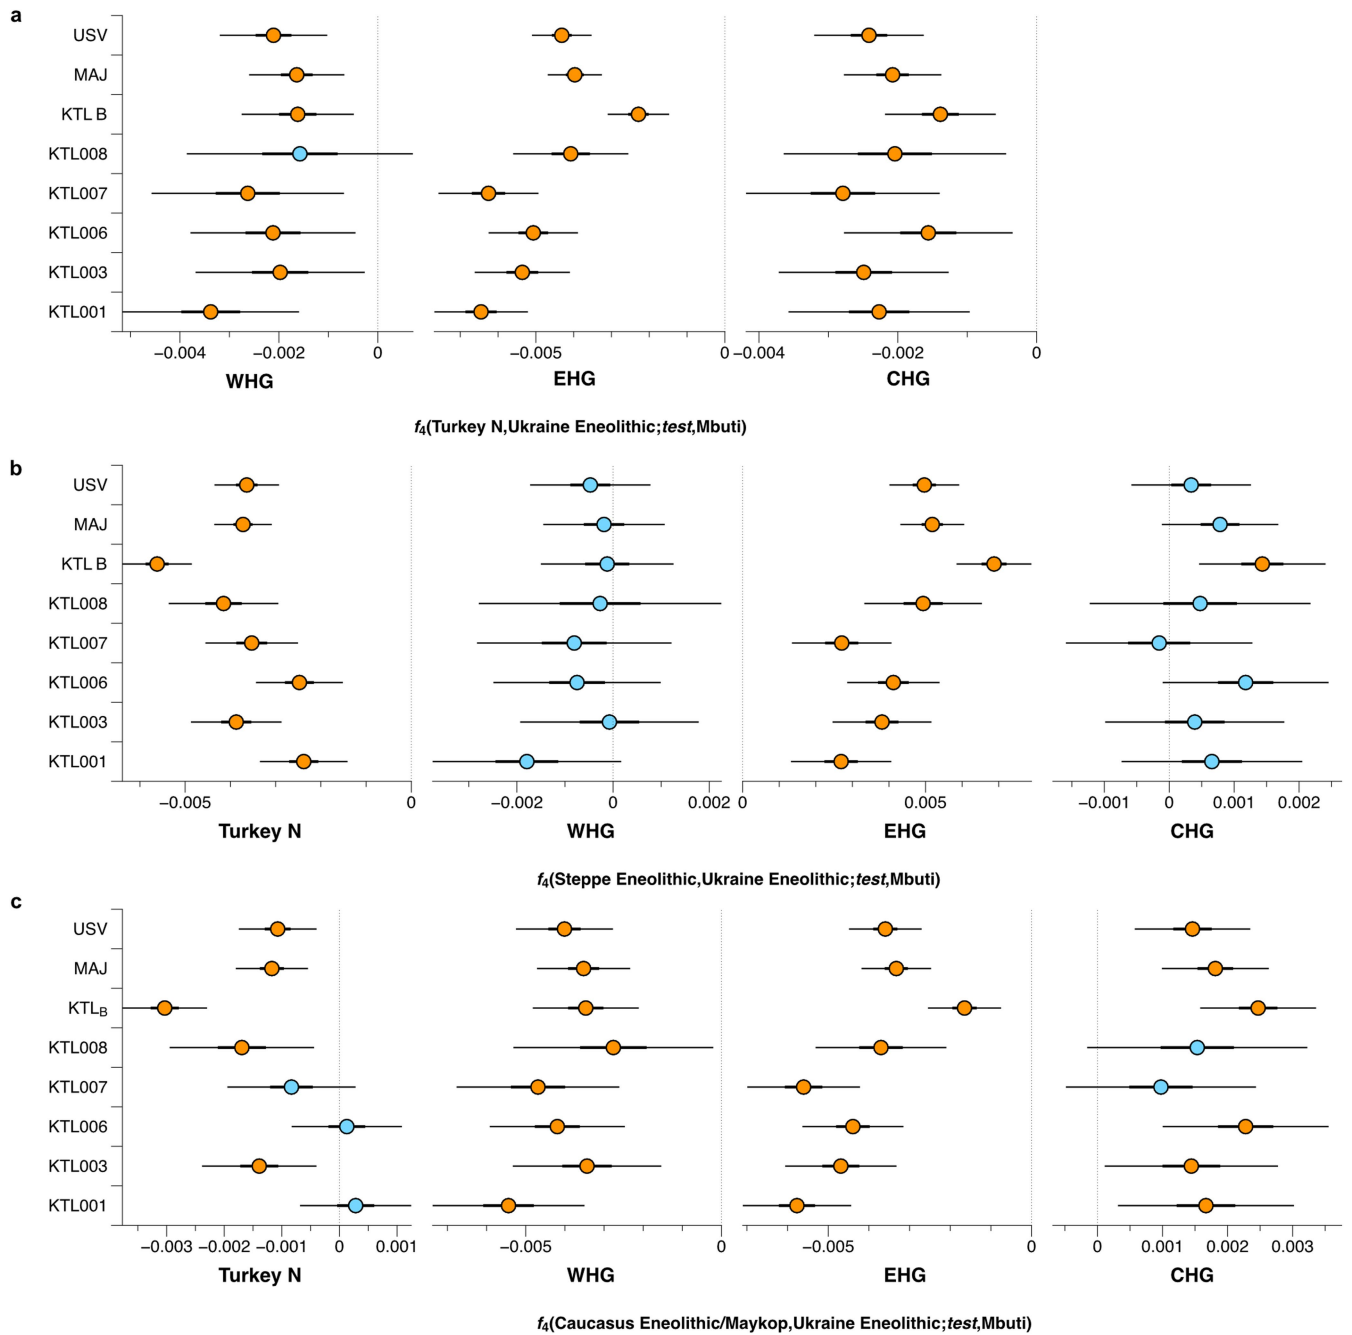 a
USV
MAJ
KTL B
KTL008
KTL007
KTL006
KTL003
KTL001
−0.004 −0.002 0 −0.005 0 −0.004 −0.002 0
WHG EHG CHG
f4(Turkey N,Ukraine Eneolithic;test,Mbuti)
b
USV
MAJ
KTL B
KTL008
KTL007
KTL006
KTL003
KTL001
−0.005 0 −0.002 0 0.002 0 0.005 −0.001 0 0.001 0.002
Turkey N WHG EHG CHG
f4(Steppe Eneolithic,Ukraine Eneolithic;test,Mbuti)
c
USV
MAJ
KTLB
KTL008
KTL007
KTL006
KTL003
KTL001
−0.003 −0.002 −0.001 0 0.001 −0.005 0 −0.005 0 0 0.001 0.002 0.003
Turkey N WHG EHG CHG
f4(Caucasus Eneolithic/Maykop,Ukraine Eneolithic;test,Mbuti)